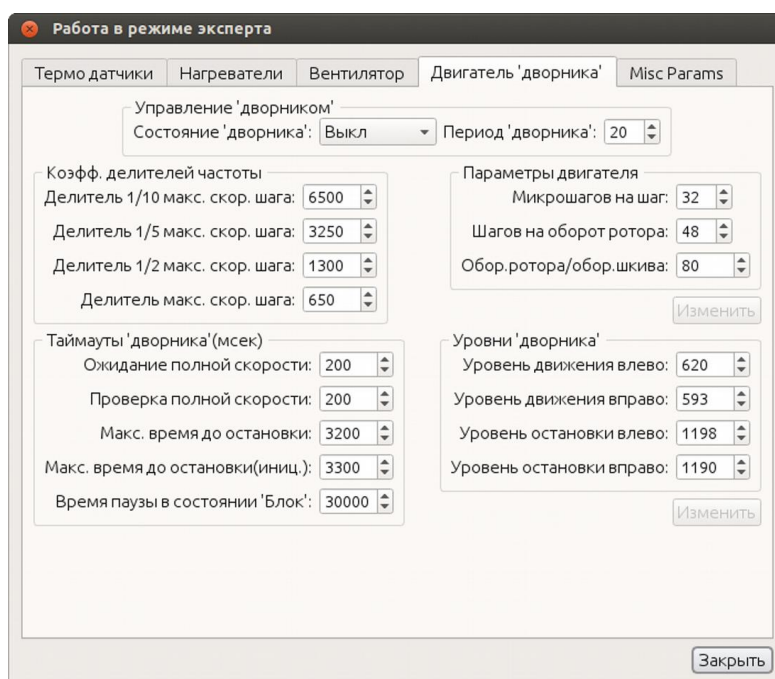 Работа в режиме эксперта
Термо датчики Нагреватели Вентилятор Двигатель 'дворника' Misc Params
Управление 'дворником'
Состояние 'дворника': Выкл Период 'дворника': 20
Коэфф. делителей частоты
Делитель 1/10 макс. скор. шага: 6500
Делитель 1/5 макс. скор. шага: 3250
Делитель 1/2 макс. скор. шага: 1300
Делитель макс. скор. шага: 650
Параметры двигателя
Микрошагов на шаг: 32
Шагов на оборот ротора: 48
Обор.ротора/обор.шкива: 80
Изменить
Таймауты 'дворника'(мсек)
Ожидание полной скорости: 200
Проверка полной скорости: 200
Макс. время до остановки: 3200
Макс. время до остановки(иниц.): 3300
Время паузы в состоянии 'Блок': 30000
Уровни 'дворника'
Уровень движения влево: 620
Уровень движения вправо: 593
Уровень остановки влево: 1198
Уровень остановки вправо: 1190
Изменить
Закрыть